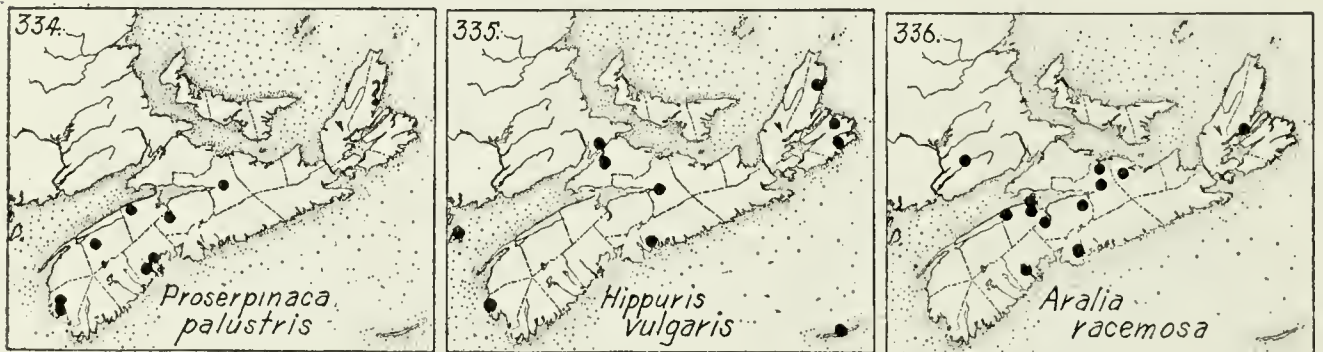 334.
Proserpinaca
palustris
335.
Hippuris
vulgaris
336.
Aralia
racemosa